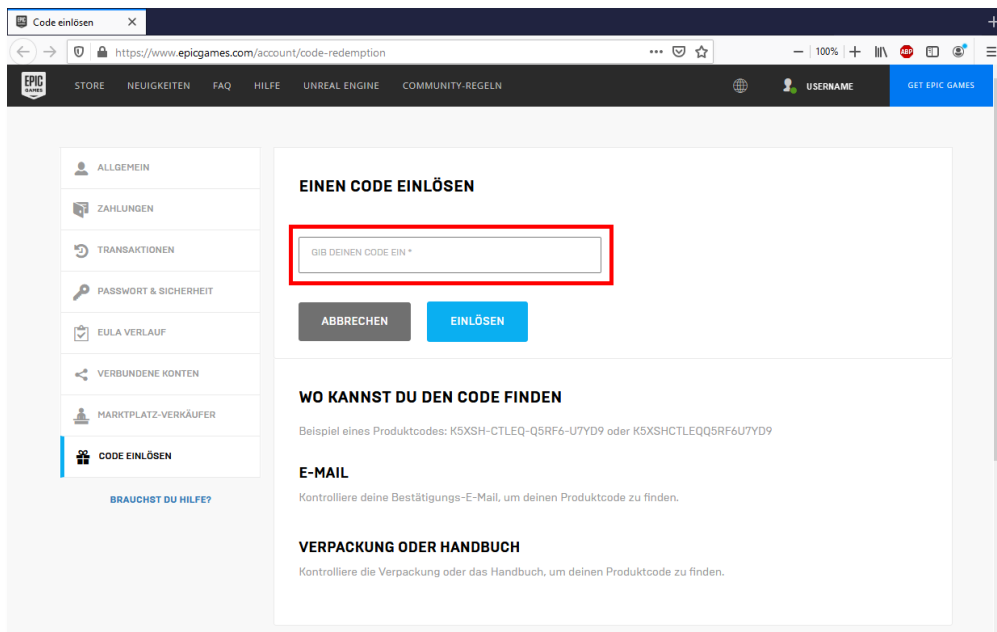 Code einlösen
https://www.epicgames.com/account/code-redemption
100%
ABP
EPIC GAMES
STORE NEUIGKEITEN FAQ HILFE UNREAL ENGINE COMMUNITY-REGELN
USERNAME
GET EPIC GAMES
ALLGEMEIN
ZAHLUNGEN
TRANSAKTIONEN
PASSWORT & SICHERHEIT
EULA VERLAUF
VERBUNDENE KONTEN
MARKTPLATZ-VERKÄUFER
CODE EINLÖSEN
BRAUCHST DU HILFE?
EINEN CODE EINLÖSEN
GIB DEINEN CODE EIN *
ABBRECHEN
EINLÖSEN
WO KANNST DU DEN CODE FINDEN
Beispiel eines Produktcodes: K5XSH-CTLEQ-Q5RF6-U7YD9 oder K5XSHCTLEQQ5RF6U7YD9
E-MAIL
Kontrolliere deine Bestätigungs-E-Mail, um deinen Produktcode zu finden.
VERPACKUNG ODER HANDBUCH
Kontrolliere die Verpackung oder das Handbuch, um deinen Produktcode zu finden.